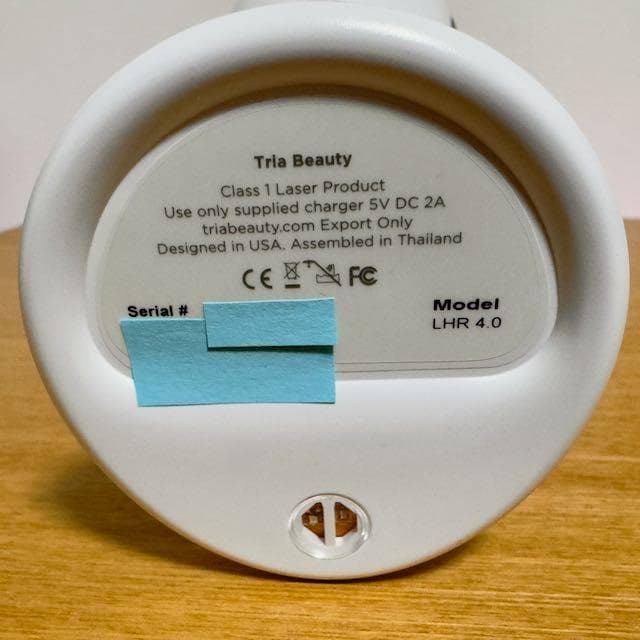 Tria Beauty
Class 1 Laser Product
Use only supplied charger 5V DC 2A
triabeauty.com Export Only
Designed in USA. Assembled in Thailand
CE FC
Serial #
Model
LHR 4.0